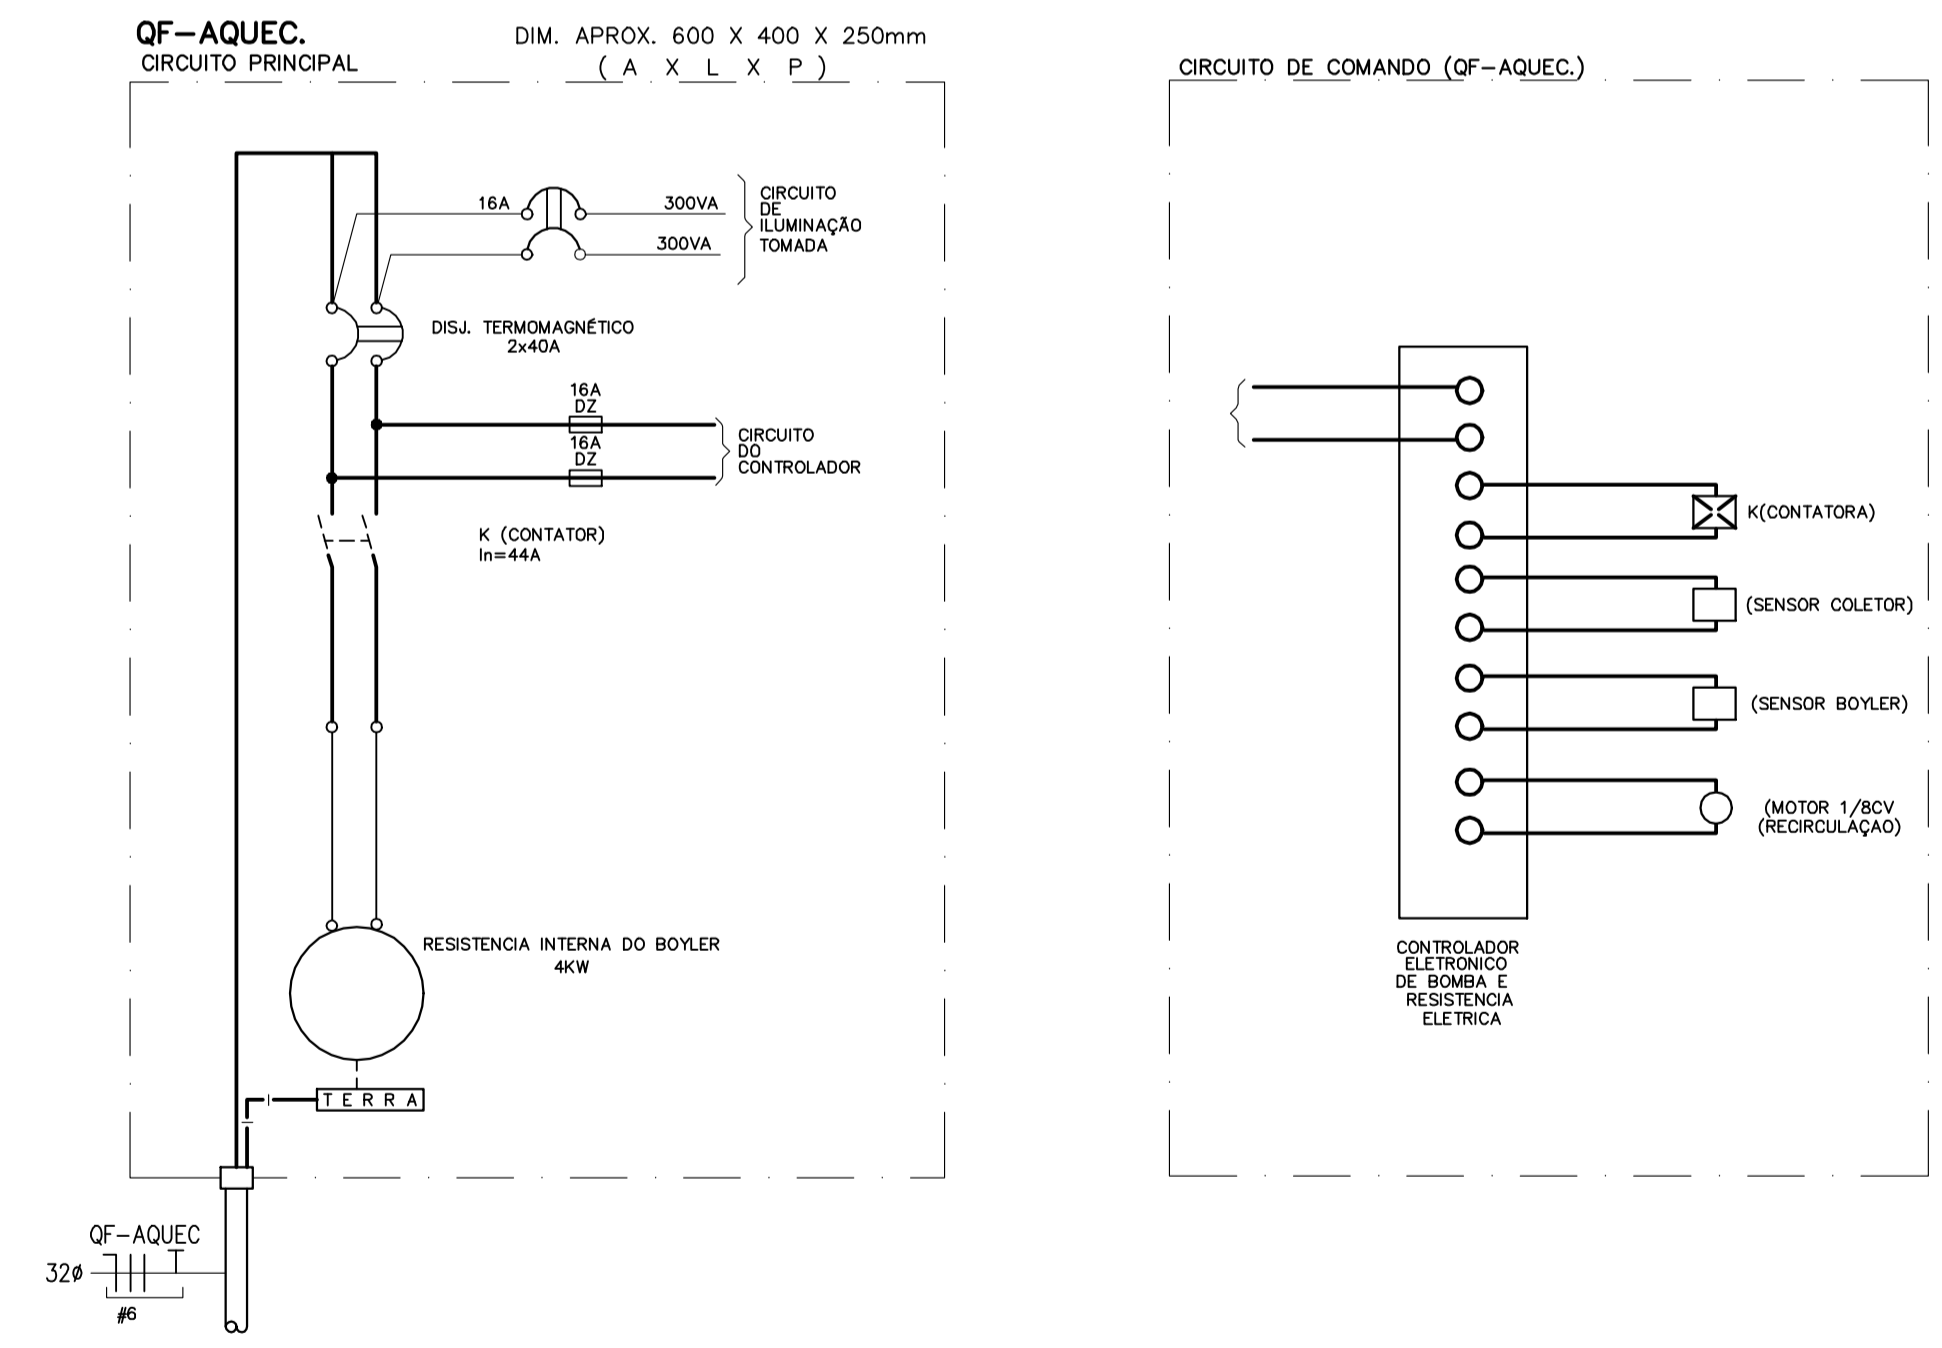 QF-AQUEC.
CIRCUITO PRINCIPAL
DIM. APROX. 600 X 400 X 250mm
( A X L X P )
16A
300VA
300VA
CIRCUITO
DE
ILUMINAÇÃO
TOMADA
DISJ. TERMOMAGNÉTICO
2x40A
16A
DZ
16A
DZ
CIRCUITO
DO
CONTROLADOR
K (CONTATOR)
In=44A
RESISTENCIA INTERNA DO BOYLER
4KW
TERRA
QF-AQUEC
32ø
#6
CIRCUITO DE COMANDO (QF-AQUEC.)
K(CONTATORA)
(SENSOR COLETOR)
(SENSOR BOYLER)
(MOTOR 1/8CV
(RECIRCULAÇAO)
CONTROLADOR
ELETRONICO
DE BOMBA E
RESISTENCIA
ELETRICA